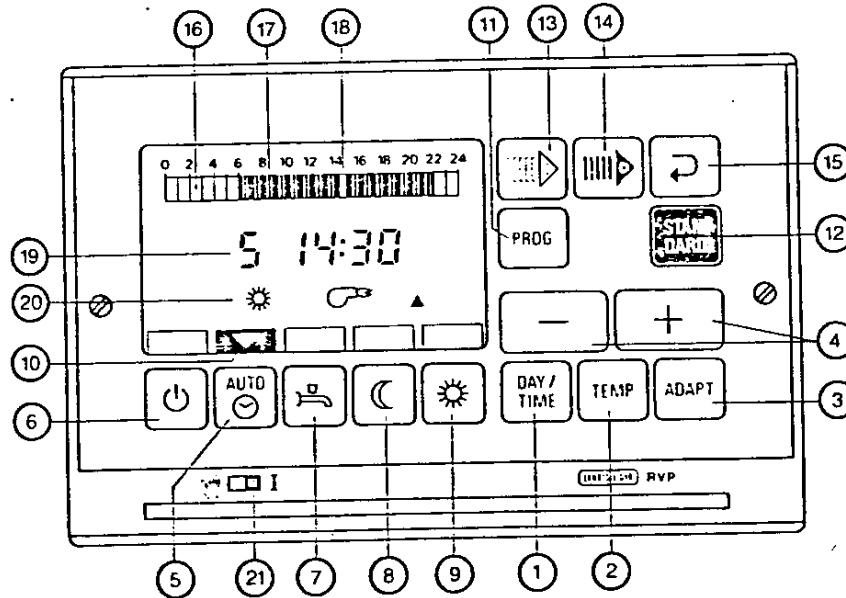 16 17 18 11 13 14
0 2 4 6 8 10 12 14 16 18 20 22 24
15
PROG
STAN-
DARD
12
19
5 14:30
20
- +
4
10
AUTO
DAY/
TIME
TEMP
ADAPT
6
3
I
RVP
5 21 7 8 9 1 2